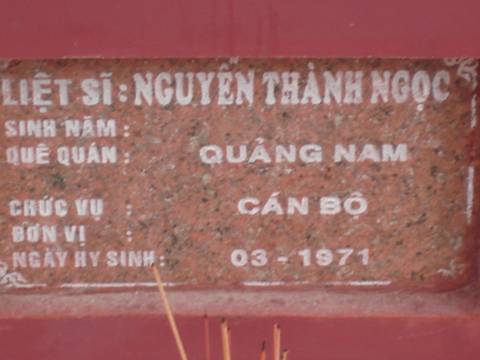 LIỆT SĨ : NGUYỄN THÀNH NGỌC
SINH NĂM :
QUÊ QUÁN : QUẢNG NAM
CHỨC VỤ : CÁN BỘ
ĐƠN VỊ :
NGÀY HY SINH: 03 - 1971